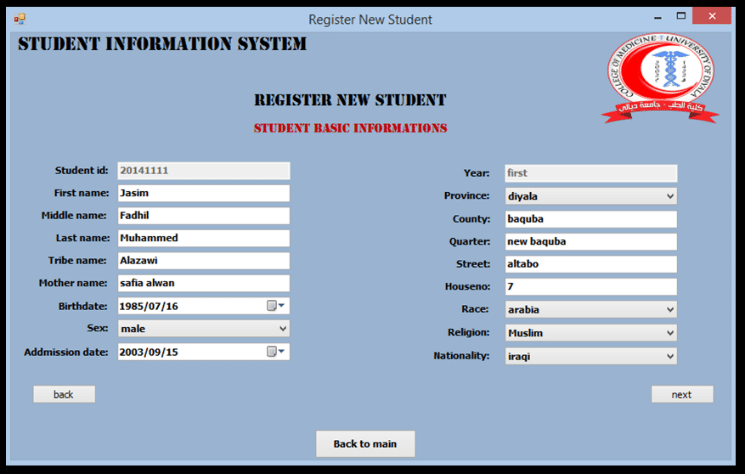 Register New Student
STUDENT INFORMATION SYSTEM
COLLEGE OF MEDICINE UNIVERSITY OF DIYALA
كلية الطب - جامعة ديالى
REGISTER NEW STUDENT
STUDENT BASIC INFORMATIONS
Student id: 20141111
First name: Jasim
Middle name: Fadhil
Last name: Muhammed
Tribe name: Alazawi
Mother name: safia alwan
Birthdate: 1985/07/16
Sex: male
Addmission date: 2003/09/15
Year: first
Province: diyala
County: baquba
Quarter: new baquba
Street: altabo
Houseno: 7
Race: arabia
Religion: Muslim
Nationality: iraqi
back
next
Back to main